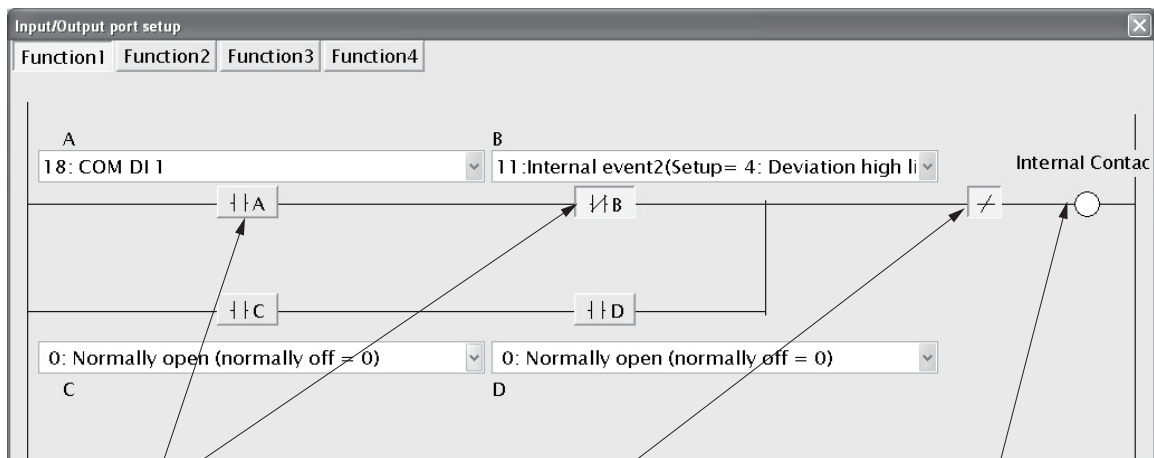 Input/Output port setup
Function1 Function2 Function3 Function4
A B
18: COM DI 1 11:Internal event2(Setup= 4: Deviation high li
Internal Contac
A B
C D
0: Normally open (normally off = 0) 0: Normally open (normally off = 0)
C D